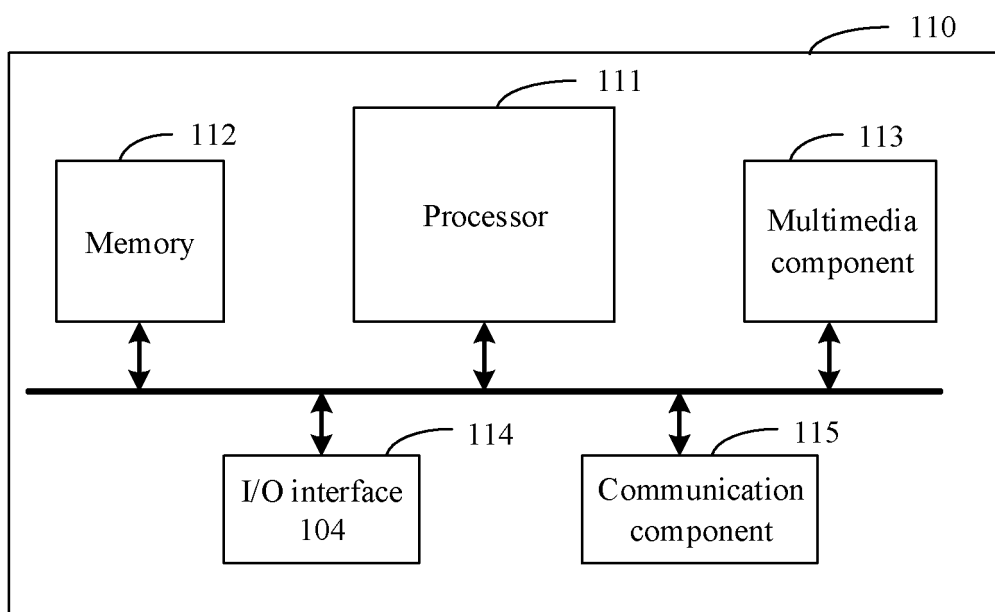 110
111
112
113
Processor
Multimedia
component
Memory
114
115
I/O interface
104
Communication
component